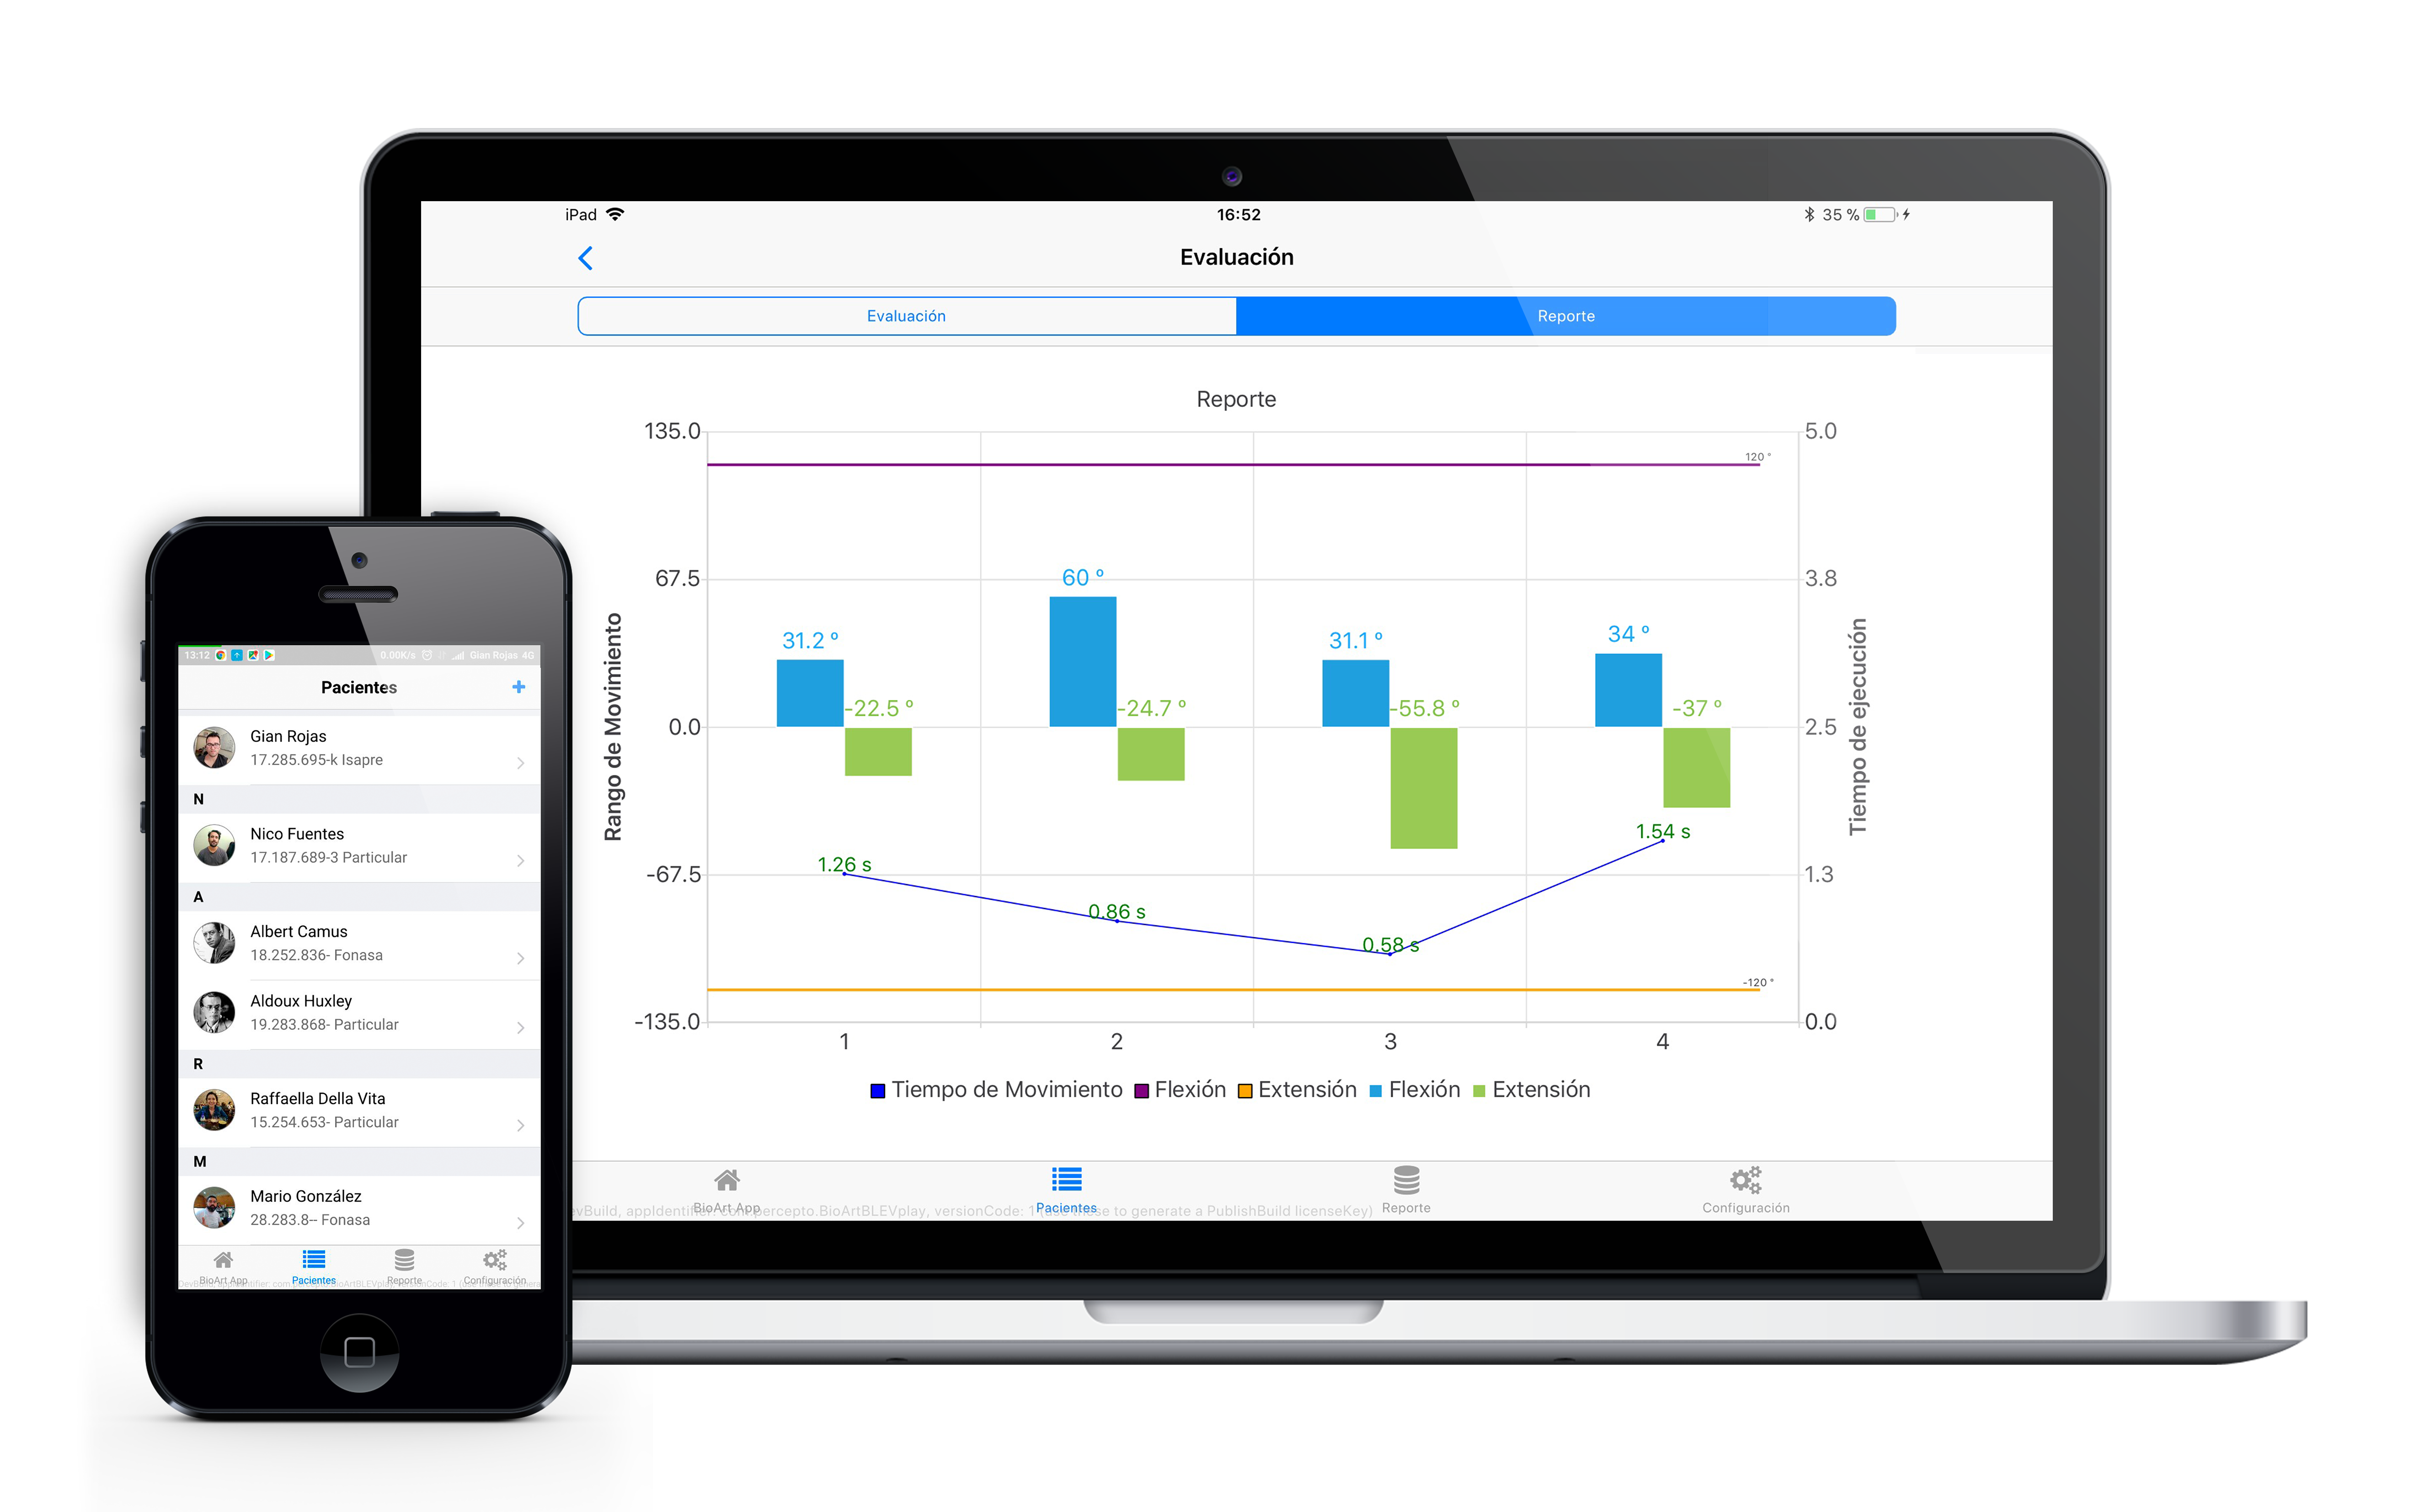 iPad
16:52
35 %
Evaluación
Evaluación
Reporte
Reporte
135.0
5.0
120 º
67.5
3.8
60 º
31.2 º
31.1 º
34 º
-22.5 º
-24.7 º
-55.8 º
-37 º
0.0
2.5
Rango de Movimiento
Tiempo de ejecución
1.26 s
0.86 s
0.58 s
1.54 s
-67.5
1.3
-120 º
-135.0
0.0
1
2
3
4
Tiempo de Movimiento
Flexión
Extensión
Flexión
Extensión
BioArt App
Pacientes
Reporte
Configuración
evBuild, appIdentifier: com.percepto.BioArtBLEVplay, versionCode: 1 (use these to generate a PublishBuild licenseKey)
13:12
0.00K/s
Gian Rojas 4G
Pacientes
+
Gian Rojas
17.285.695-k Isapre
N
Nico Fuentes
17.187.689-3 Particular
A
Albert Camus
18.252.836- Fonasa
Aldoux Huxley
19.283.868- Particular
R
Raffaella Della Vita
15.254.653- Particular
M
Mario González
28.283.8-- Fonasa
BioArt App
Pacientes
Reporte
Configuración